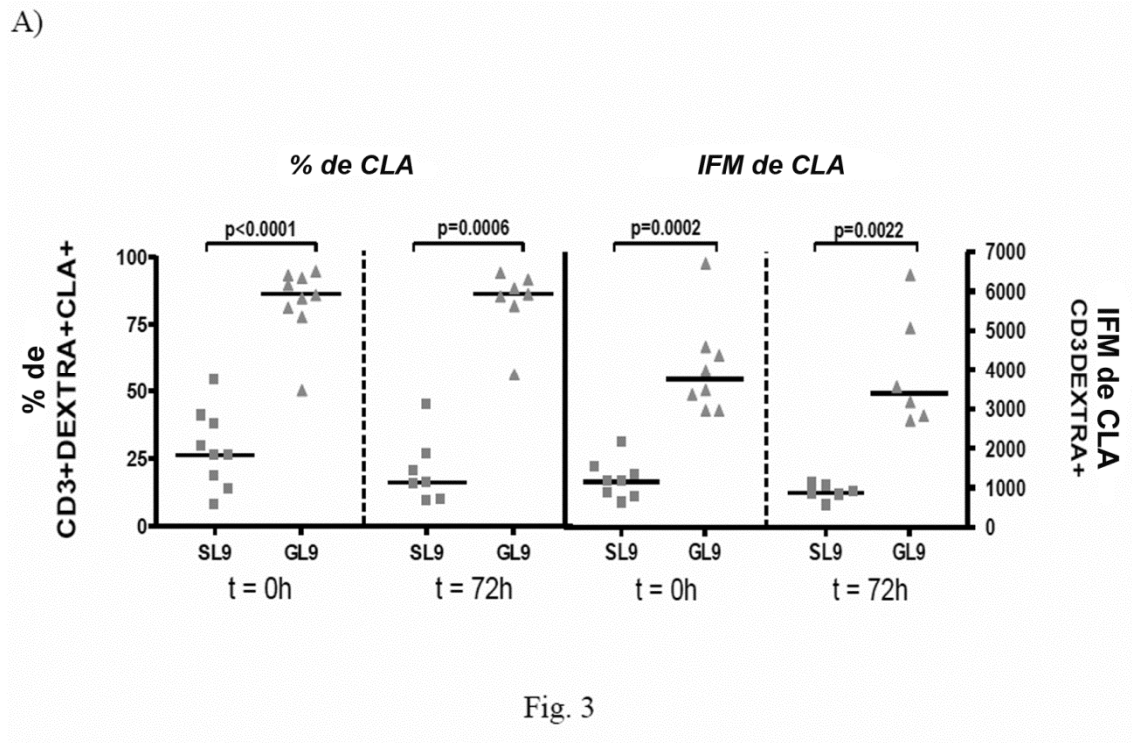 A)
% de CLA
IFM de CLA
p<0.0001
p=0.0006
p=0.0002
p=0.0022
% de
CD3+DEXTRA+CLA+
100
75
50
25
0
7000
6000
5000
4000
3000
2000
1000
0
IFM de CLA
CD3DEXTRA+
SL9 GL9 SL9 GL9 SL9 GL9 SL9 GL9
t = 0h t = 72h t = 0h t = 72h
Fig. 3